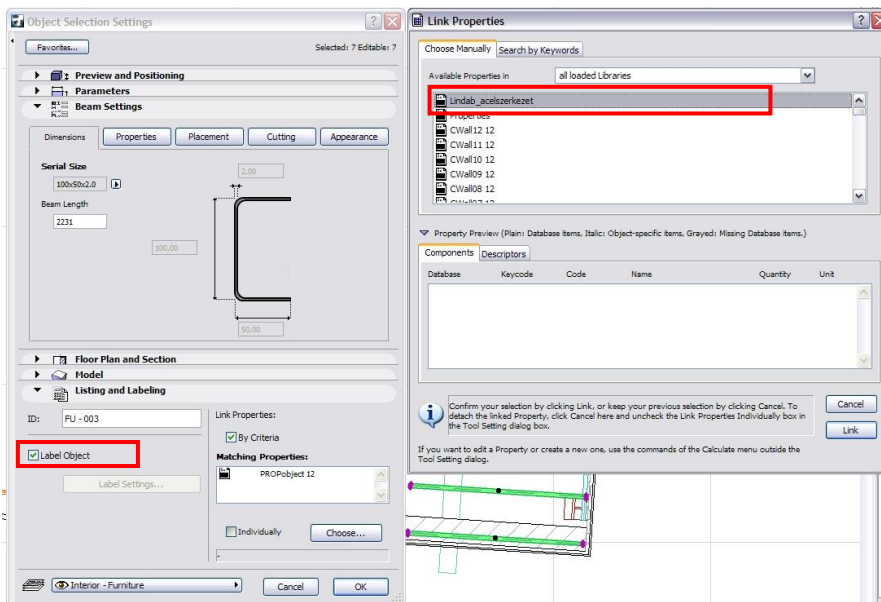 Object Selection Settings
Favorites...
Selected: 7 Editable: 7
Preview and Positioning
Parameters
Beam Settings
Dimensions
Properties
Placement
Cutting
Appearance
Serial Size
100x50x2.0
Beam Length
2231
2,00
100,00
50,00
Floor Plan and Section
Model
Listing and Labeling
ID:
FU - 003
Label Object
Label Settings...
Link Properties:
By Criteria
Matching Properties:
PROPobject 12
Individually
Choose...
-
Interior - Furniture
Cancel
OK
Link Properties
Choose Manually
Search by Keywords
Available Properties in
all loaded Libraries
Lindab_acelszerkezet
Properties
CWall12 12
CWall11 12
CWall10 12
CWall09 12
CWall08 12
CWall07 12
Property Preview (Plain: Database items, Italic: Object-specific items, Grayed: Missing Database items.)
Components
Descriptors
Database
Keycode
Code
Name
Quantity
Unit
Confirm your selection by clicking Link, or keep your previous selection by clicking Cancel. To
detach the linked Property, click Cancel here and uncheck the Link Properties Individually box in
the Tool Setting dialog box.
Cancel
Link
If you want to edit a Property or create a new one, use the commands of the Calculate menu outside the
Tool Setting dialog.